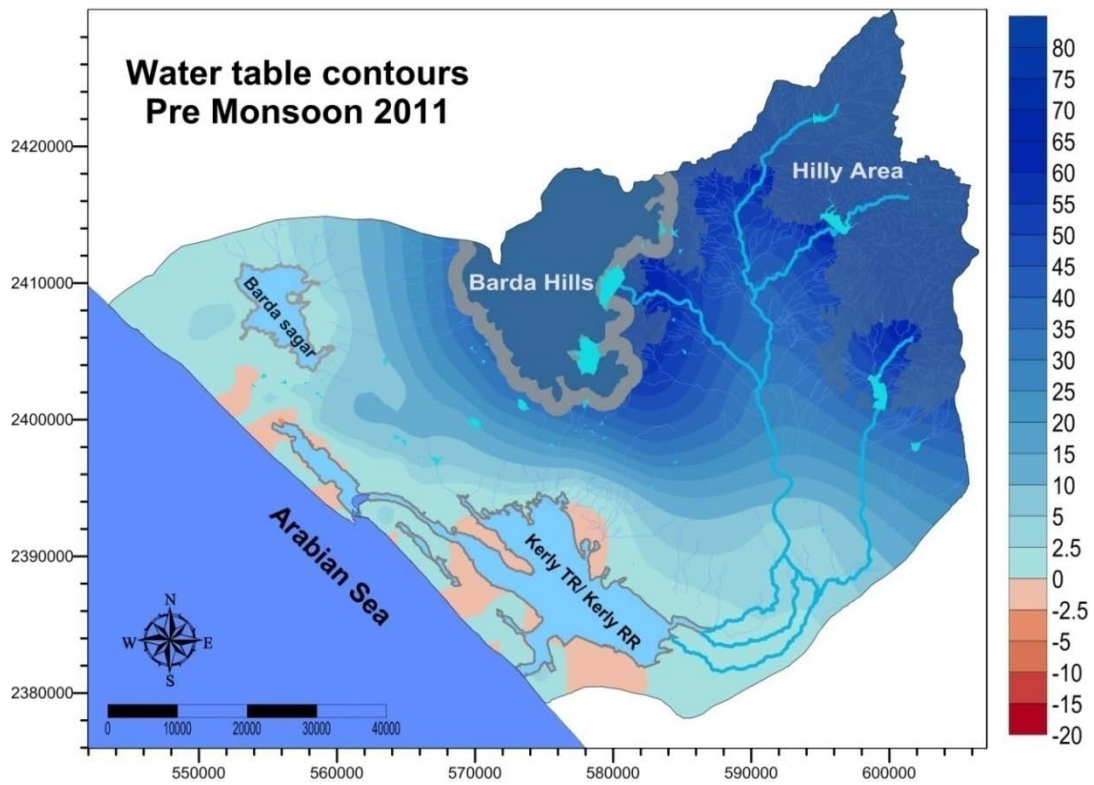 Water table contours
Pre Monsoon 2011
Hilly Area
Barda Hills
Barda sagar
Arabian Sea
Kerly TR/ Kerly RR
N
W E
S
0 10000 20000 30000 40000
2420000
2410000
2400000
2390000
2380000
550000 560000 570000 580000 590000 600000
80
75
70
65
60
55
50
45
40
35
30
25
20
15
10
5
2.5
0
-2.5
-5
-10
-15
-20